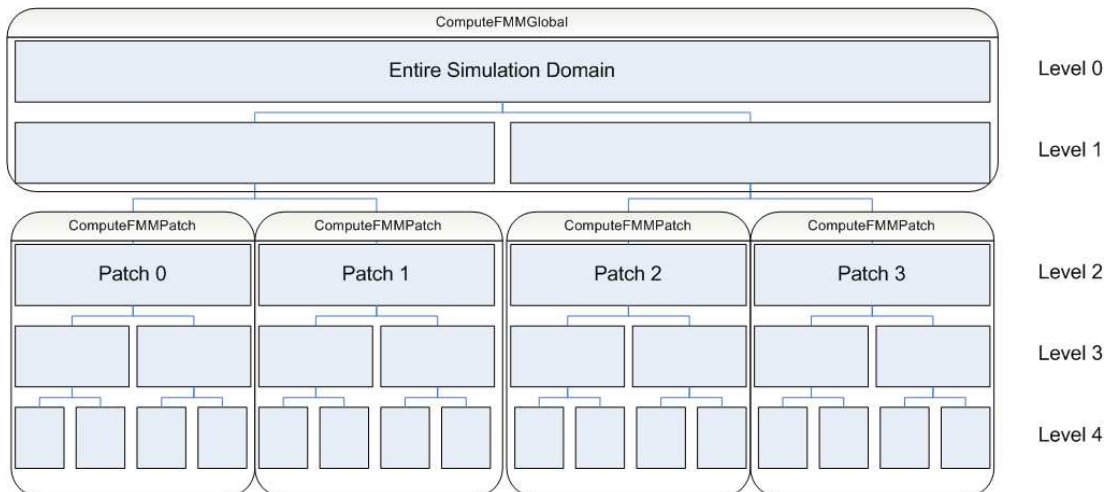 ComputeFMMGlobal
Entire Simulation Domain
Level 0
Level 1
ComputeFMMPatch
ComputeFMMPatch
ComputeFMMPatch
ComputeFMMPatch
Patch 0
Patch 1
Patch 2
Patch 3
Level 2
Level 3
Level 4